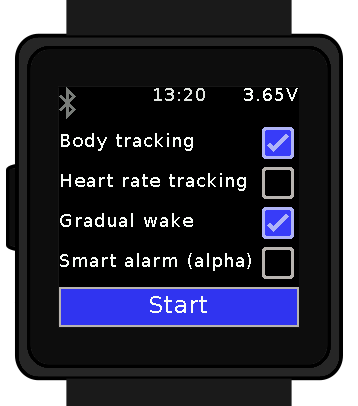 13:20 3.65V
Body tracking
Heart rate tracking
Gradual wake
Smart alarm (alpha)
Start